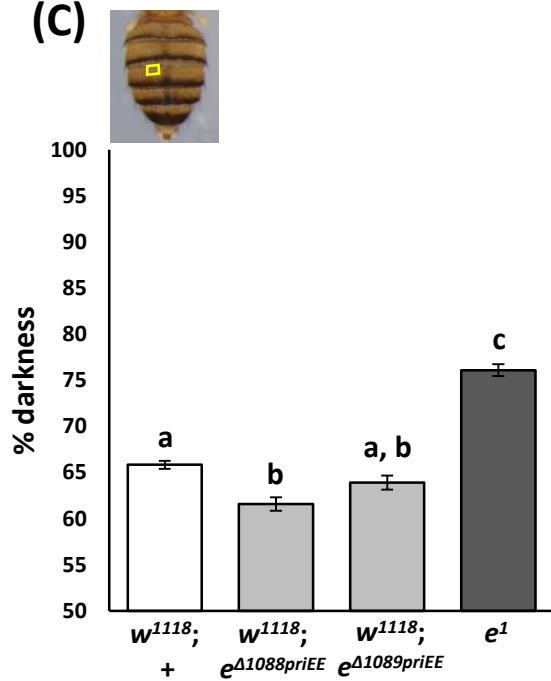 (C)
100
95
90
85
80
75
70
65
60
55
50
% darkness
a
b
a, b
c
w1118;
+
w1118;
eΔ1088priEE
w1118;
eΔ1089priEE
e1